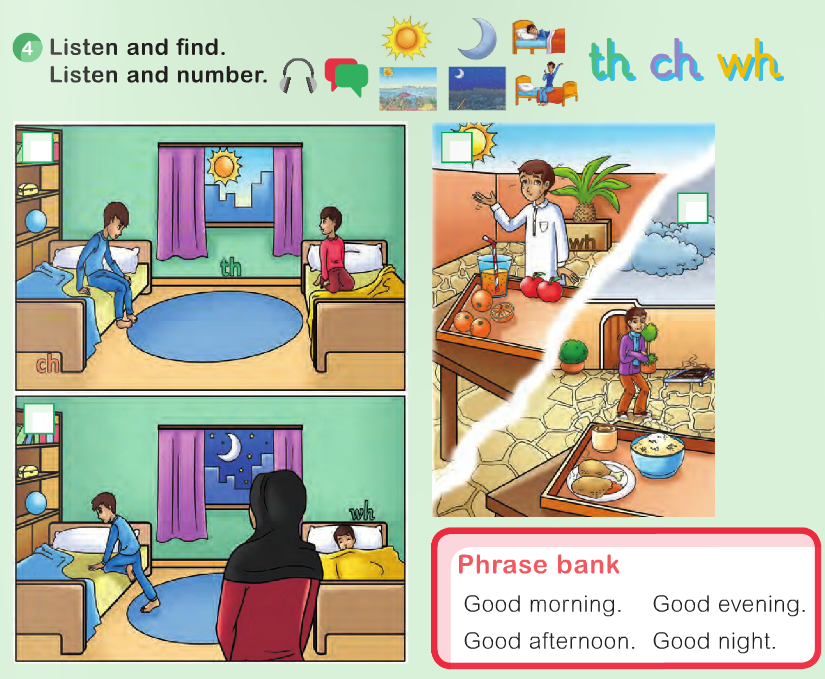 4 Listen and find.
Listen and number.
th ch wh
th
ch
wh
wh
Phrase bank
Good morning. Good evening.
Good afternoon. Good night.